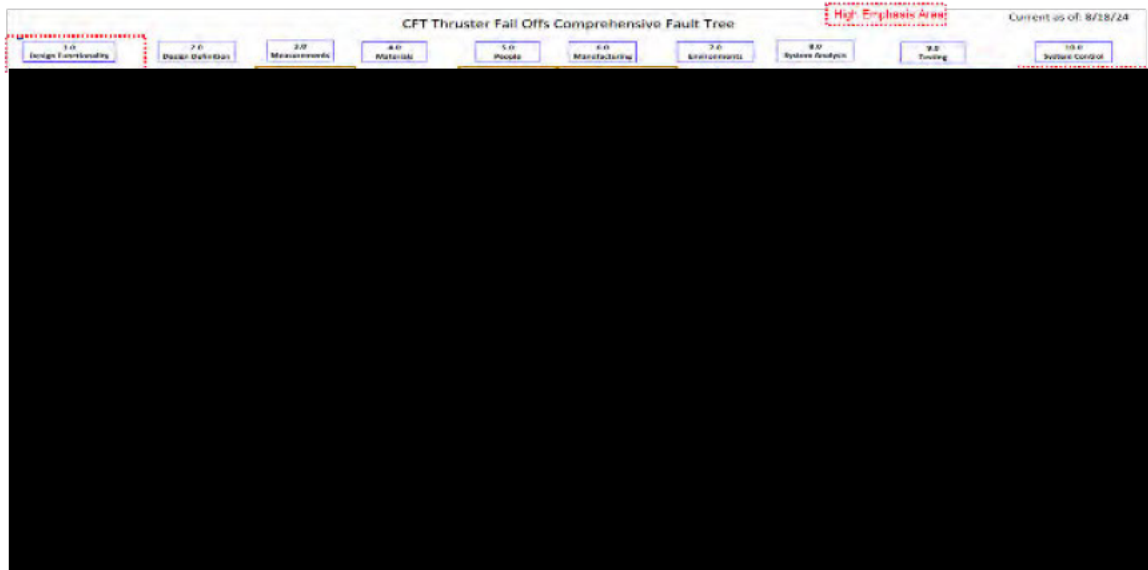 High Emphasis Area
Current as of: 8/18/24
CFT Thruster Fail Offs Comprehensive Fault Tree
1.0
Design Functionality
2.0
Design Definition
3.0
Measurements
4.0
Materials
5.0
People
6.0
Manufacturing
7.0
Environments
8.0
System Analysis
9.0
Testing
10.0
System Control